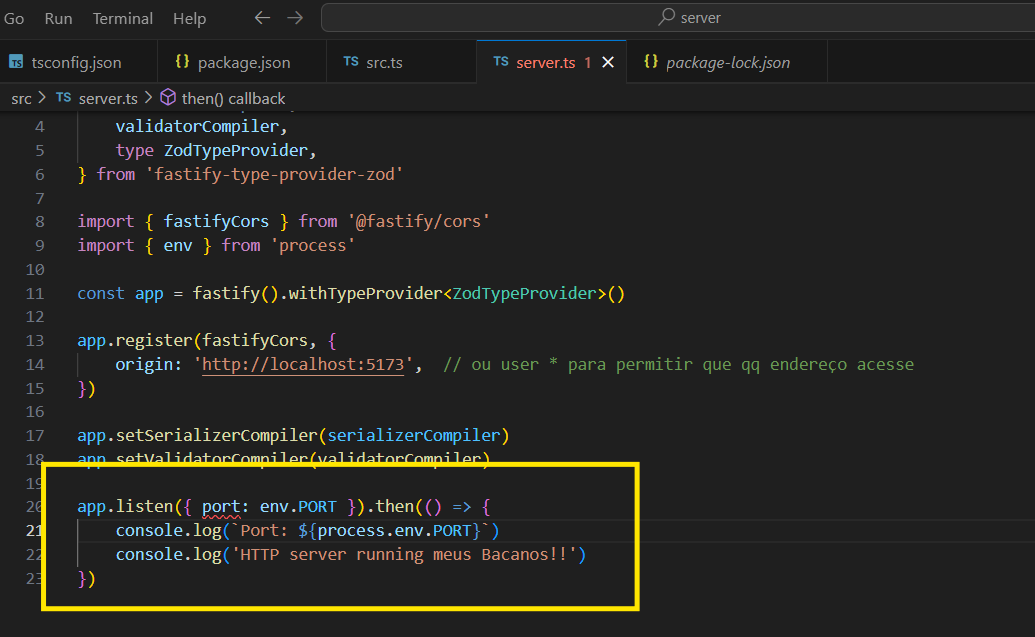 Go Run Terminal Help ← → server
TS tsconfig.json {} package.json TS src.ts TS server.ts 1 × {} package-lock.json
src > TS server.ts > then() callback
4 validatorCompiler,
5 type ZodTypeProvider,
6 } from 'fastify-type-provider-zod'
7
8 import { fastifyCors } from '@fastify/cors'
9 import { env } from 'process'
10
11 const app = fastify().withTypeProvider<ZodTypeProvider>()
12
13 app.register(fastifyCors, {
14 origin: 'http://localhost:5173', // ou user * para permitir que qq endereço acesse
15 })
16
17 app.setSerializerCompiler(serializerCompiler)
18 app.setValidatorCompiler(validatorCompiler)
19
20 app.listen({ port: env.PORT }).then(() => {
21 console.log(`Port: ${process.env.PORT}`)
22 console.log('HTTP server running meus Bacanos!!')
23 })